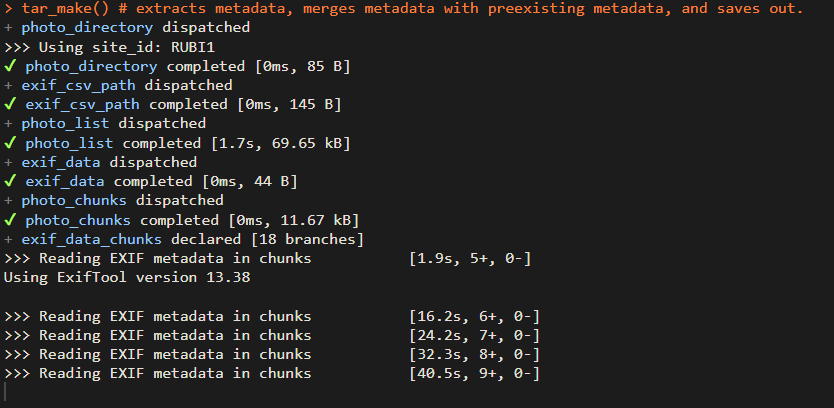 > tar_make() # extracts metadata, merges metadata with preexisting metadata, and saves out.
+ photo_directory dispatched
>>> Using site_id: RUBI1
✔ photo_directory completed [0ms, 85 B]
+ exif_csv_path dispatched
✔ exif_csv_path completed [0ms, 145 B]
+ photo_list dispatched
✔ photo_list completed [1.7s, 69.65 kB]
+ exif_data dispatched
✔ exif_data completed [0ms, 44 B]
+ photo_chunks dispatched
✔ photo_chunks completed [0ms, 11.67 kB]
+ exif_data_chunks declared [18 branches]
>>> Reading EXIF metadata in chunks [1.9s, 5+, 0-]
Using ExifTool version 13.38
>>> Reading EXIF metadata in chunks [16.2s, 6+, 0-]
>>> Reading EXIF metadata in chunks [24.2s, 7+, 0-]
>>> Reading EXIF metadata in chunks [32.3s, 8+, 0-]
>>> Reading EXIF metadata in chunks [40.5s, 9+, 0-]